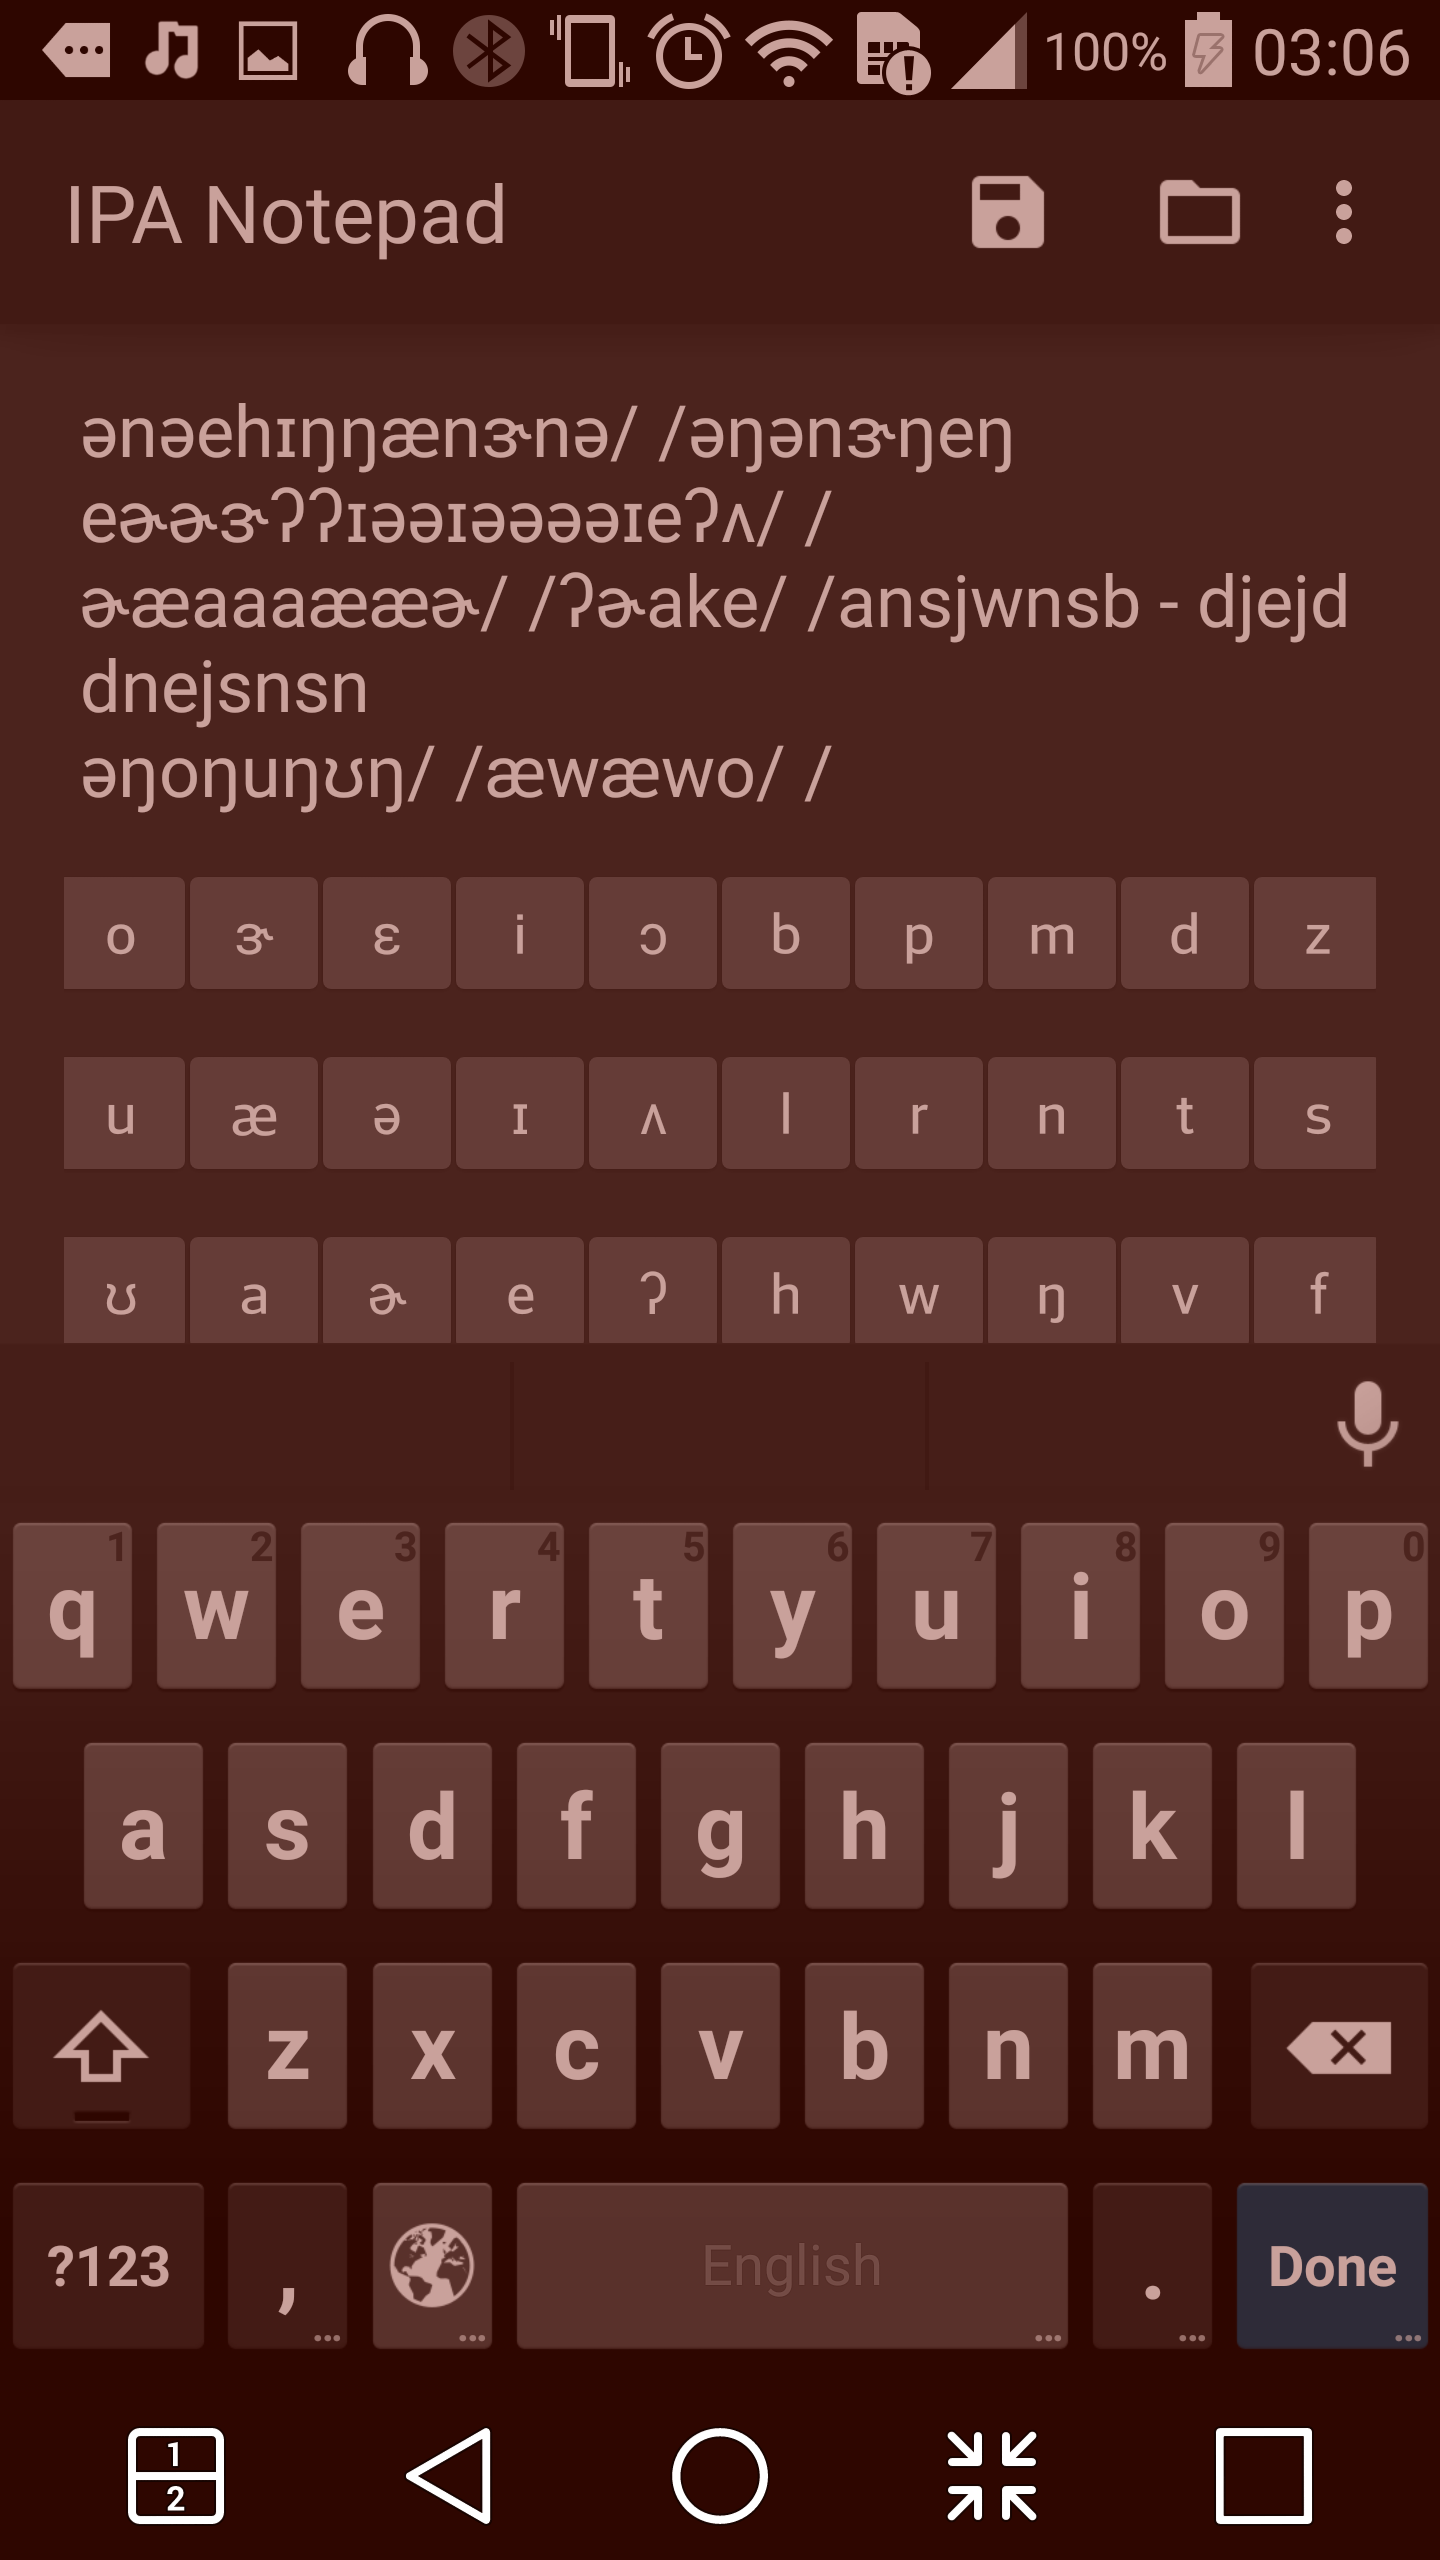 100% 03:06
IPA Notepad
ənəehɪŋŋænɝnə/ /əŋənɝŋeŋ
eɚɚɝʔʔɪəəɪəəəəɪeʔʌ/ /
ɚæaaaææɚ/ /ʔɚake/ /ansjwnsb - djejd
dnejsnsn
əŋoŋuŋʊŋ/ /æwæwo/ /
o ɝ ɛ i ɔ b p m d z
u æ ə ɪ ʌ l r n t s
ʊ a ɚ e ʔ h w ŋ v f
1 2 3 4 5 6 7 8 9 0
q w e r t y u i o p
a s d f g h j k l
z x c v b n m
?123 , English . Done
1
2